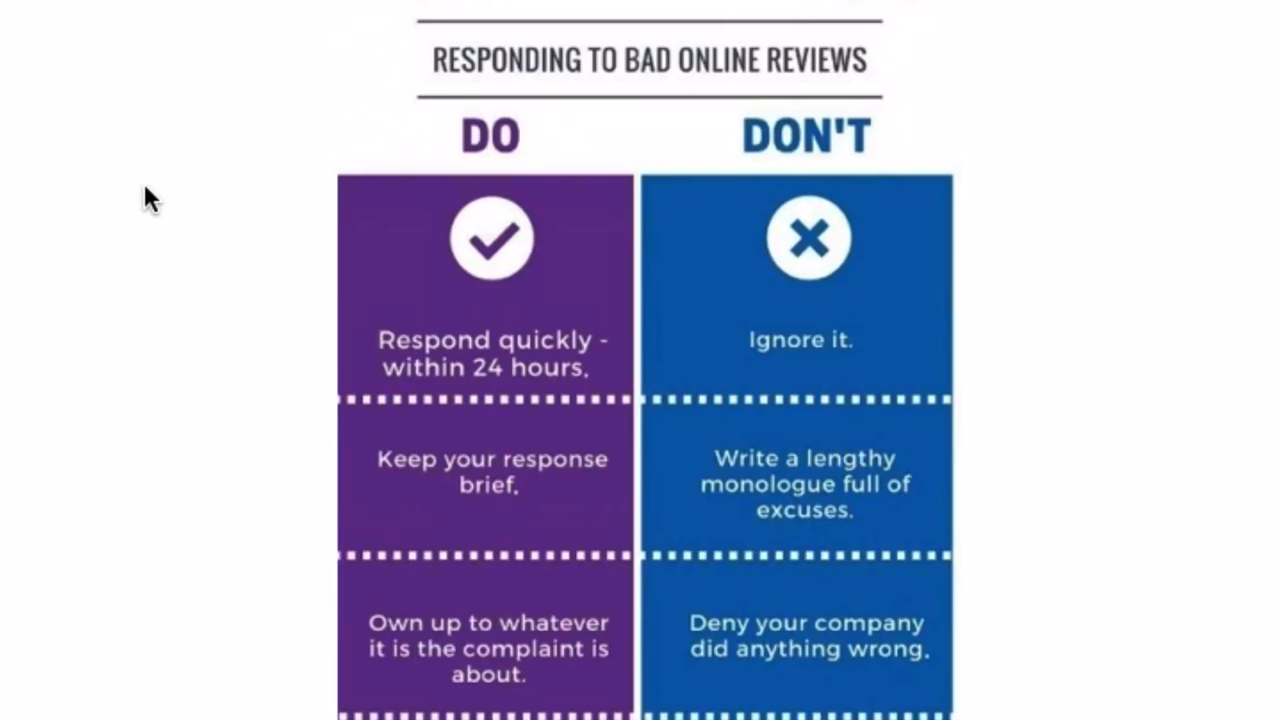 RESPONDING TO BAD ONLINE REVIEWS
DO
DON'T
Respond quickly -
within 24 hours.
Ignore it.
Keep your response
brief.
Write a lengthy
monologue full of
excuses.
Own up to whatever
it is the complaint is
about.
Deny your company
did anything wrong.